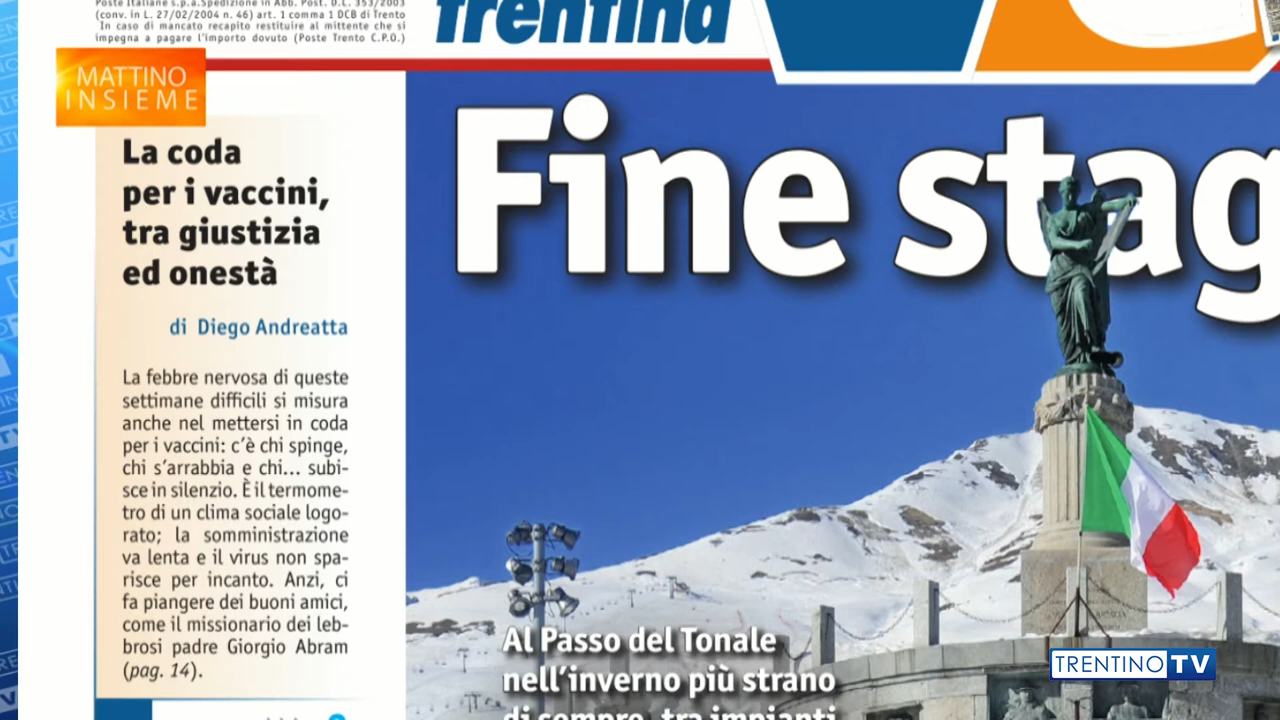 Poste Italiane s.p.a.Spedizione in Abb. Post. D.L. 353/2003
(conv. in L. 27/02/2004 n. 46) art. 1 comma 1 DCB di Trento
In caso di mancato recapito restituire al mittente che si
impegna a pagare l'importo dovuto (Poste Trento C.P.O.)
trentina
MATTINO
INSIEME
La coda
per i vaccini,
tra giustizia
ed onestà
di Diego Andreatta
La febbre nervosa di queste
settimane difficili si misura
anche nel mettersi in coda
per i vaccini: c'è chi spinge,
chi s'arrabbia e chi... subi-
sce in silenzio. È il termome-
tro di un clima sociale logo-
rato; la somministrazione
va lenta e il virus non spa-
risce per incanto. Anzi, ci
fa piangere dei buoni amici,
come il missionario dei leb-
brosi padre Giorgio Abram
(pag. 14).
Fine stag
Al Passo del Tonale
nell'inverno più strano
di sempre, tra impianti
TRENTINO TV